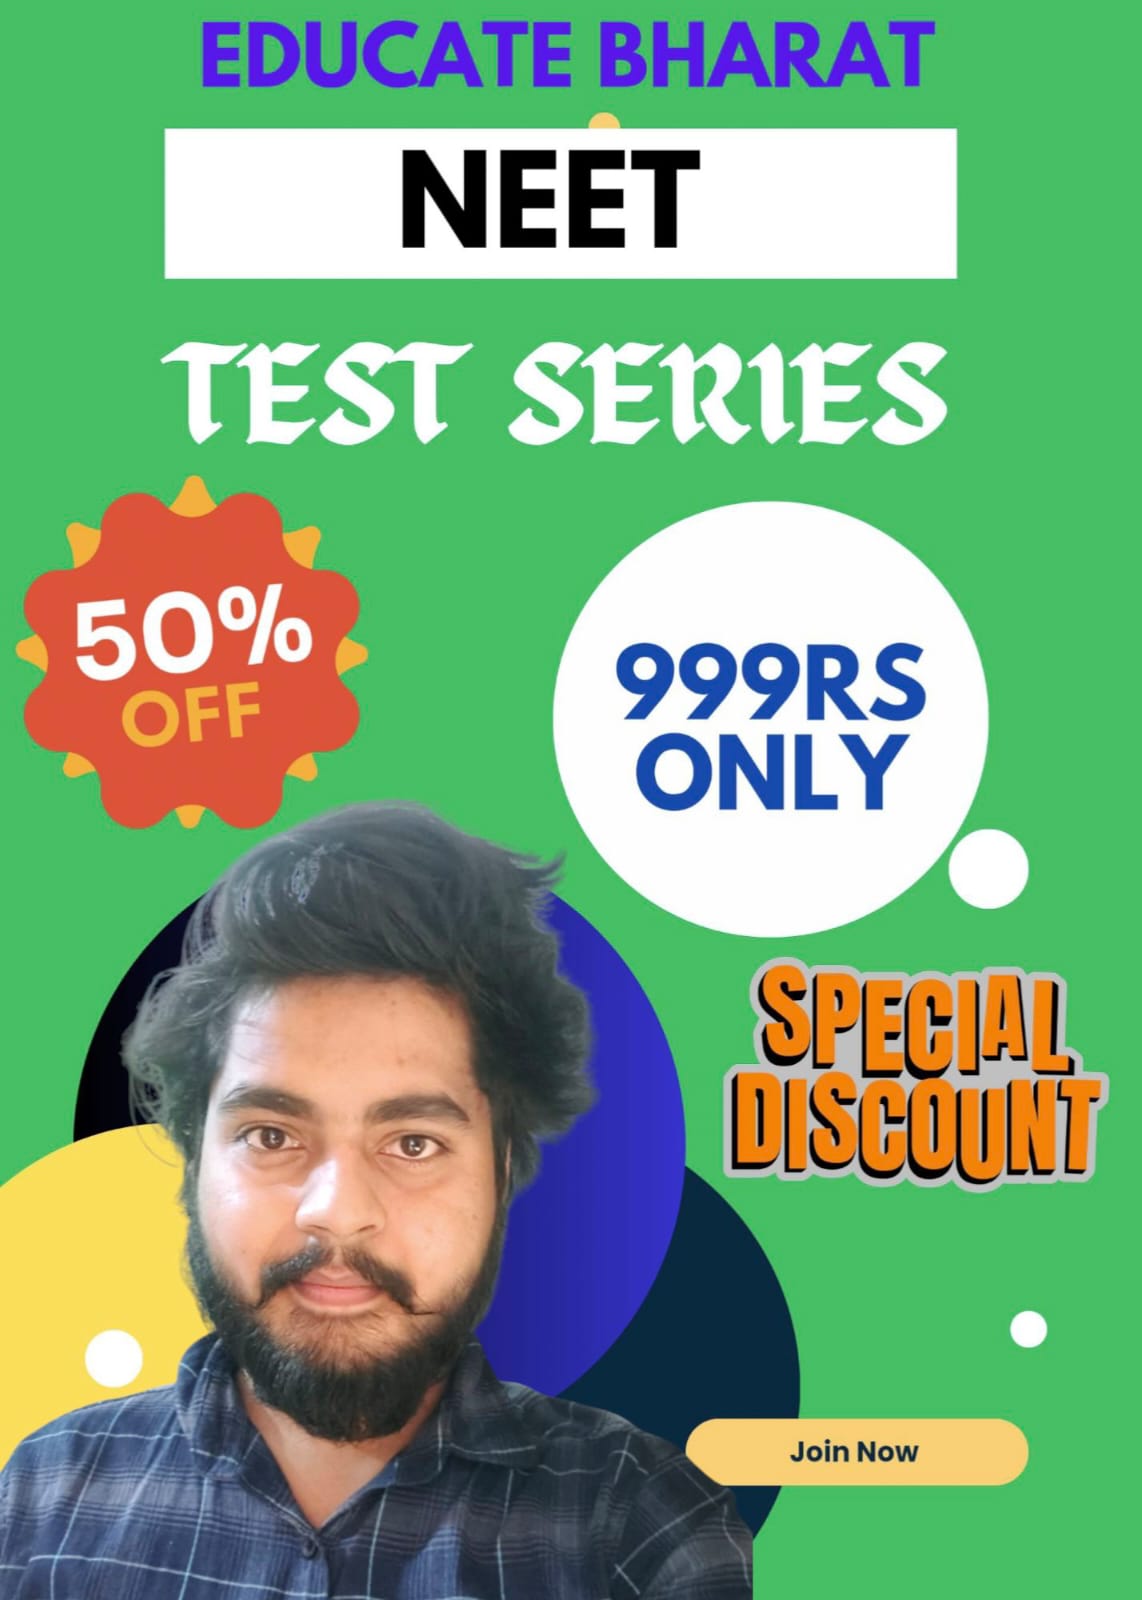 EDUCATE BHARAT
NEET
TEST SERIES
50%
OFF
999RS
ONLY
SPECIAL
DISCOUNT
Join Now